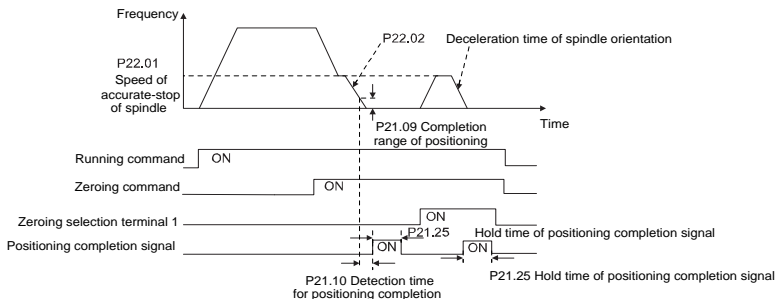 Frequency
P22.02
Deceleration time of spindle orientation
P22.01
Speed of
accurate-stop
of spindle
Time
P21.09 Completion
range of positioning
Running command
ON
Zeroing command
ON
Zeroing selection terminal 1
ON
P21.25
Hold time of positioning completion signal
Positioning completion signal
ON
ON
P21.10 Detection time
for positioning completion
P21.25 Hold time of positioning completion signal